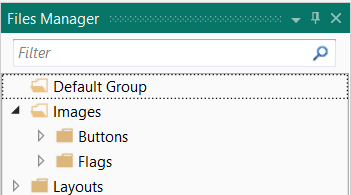 Files Manager
Filter
Default Group
Images
Buttons
Flags
Layouts